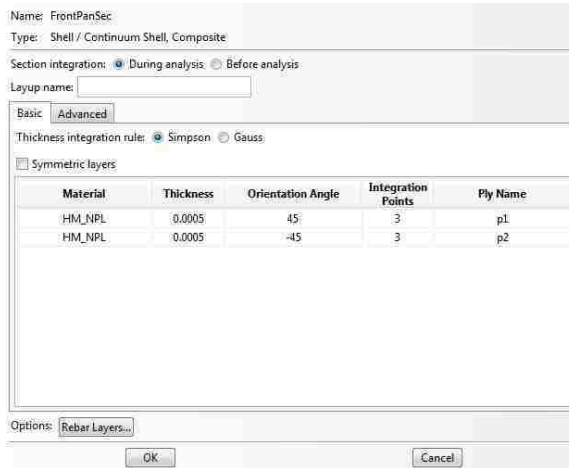 Name: FrontPanSec
Type: Shell / Continuum Shell, Composite
Section integration: During analysis Before analysis
Layup name:
Basic Advanced
Thickness integration rule: Simpson Gauss
Symmetric layers
Material Thickness Orientation Angle Integration Points Ply Name
HM_NPL 0.0005 45 3 p1
HM_NPL 0.0005 -45 3 p2
Options: Rebar Layers...
OK Cancel